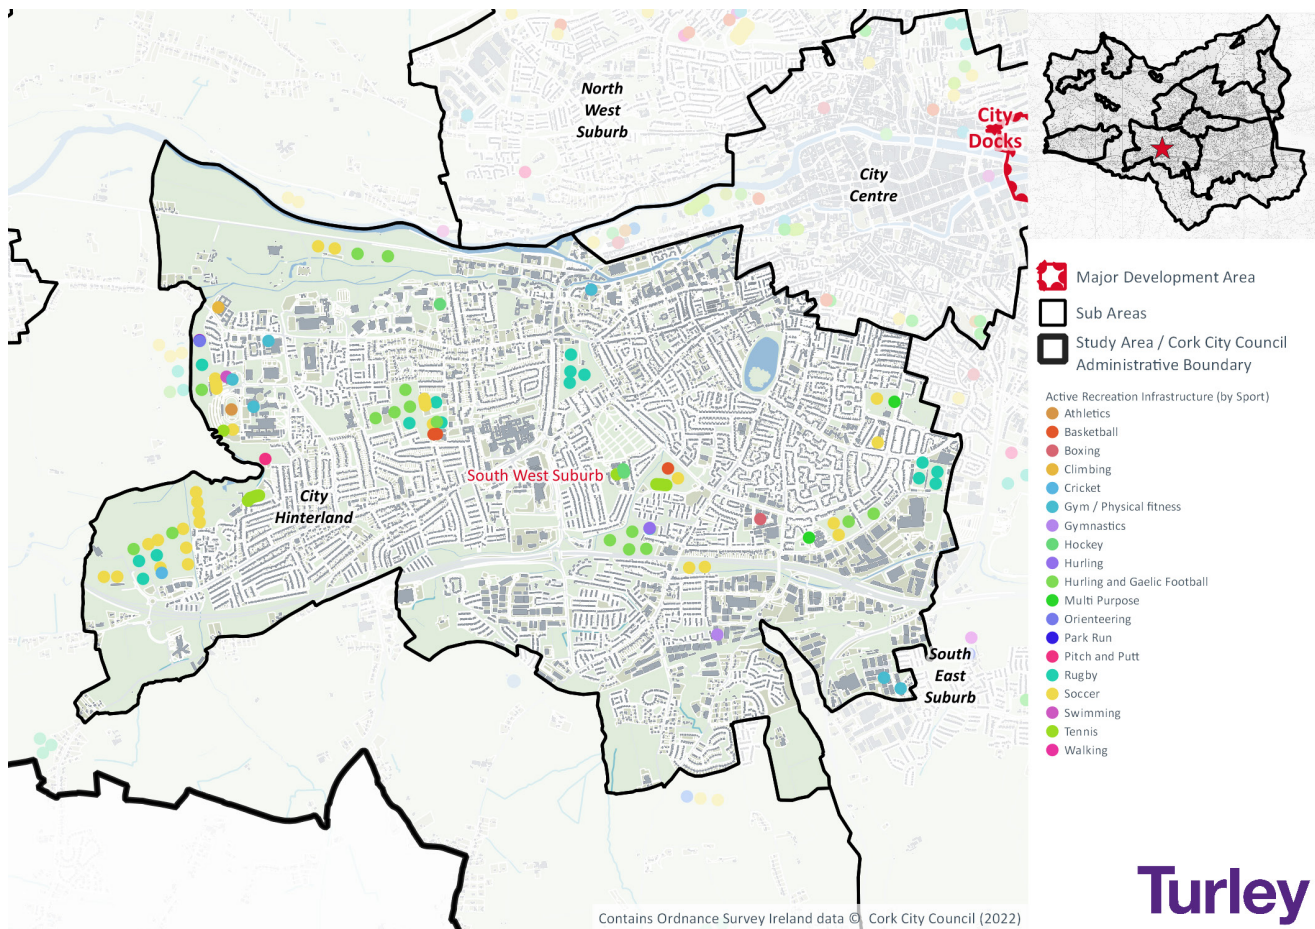 North
West
Suburb
City
Docks
City
Centre
South West Suburb
City
Hinterland
South
East
Suburb
Contains Ordnance Survey Ireland data © Cork City Council (2022)
Major Development Area
Sub Areas
Study Area / Cork City Council
Administrative Boundary
Active Recreation Infrastructure (by Sport)
Athletics
Basketball
Boxing
Climbing
Cricket
Gym / Physical fitness
Gymnastics
Hockey
Hurling
Hurling and Gaelic Football
Multi Purpose
Orienteering
Park Run
Pitch and Putt
Rugby
Soccer
Swimming
Tennis
Walking
Turley